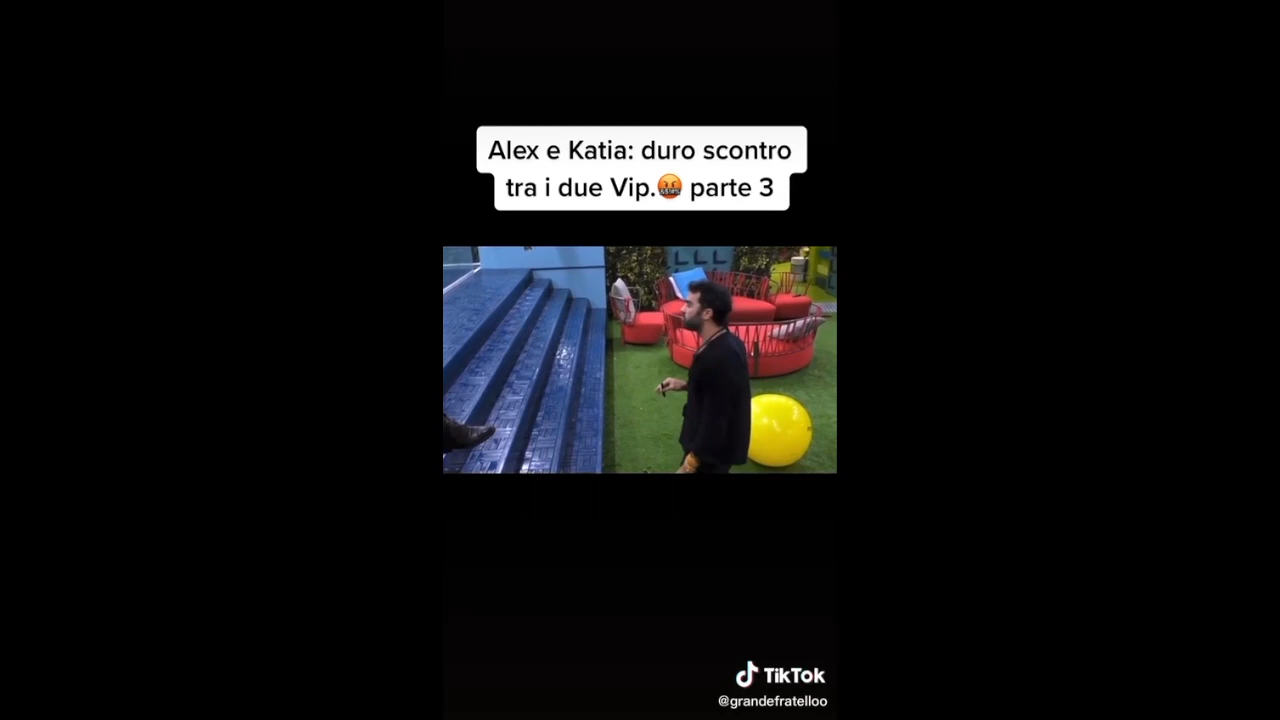 Alex e Katia: duro scontro
tra i due Vip.🤬 parte 3
TikTok
@grandefratelloo